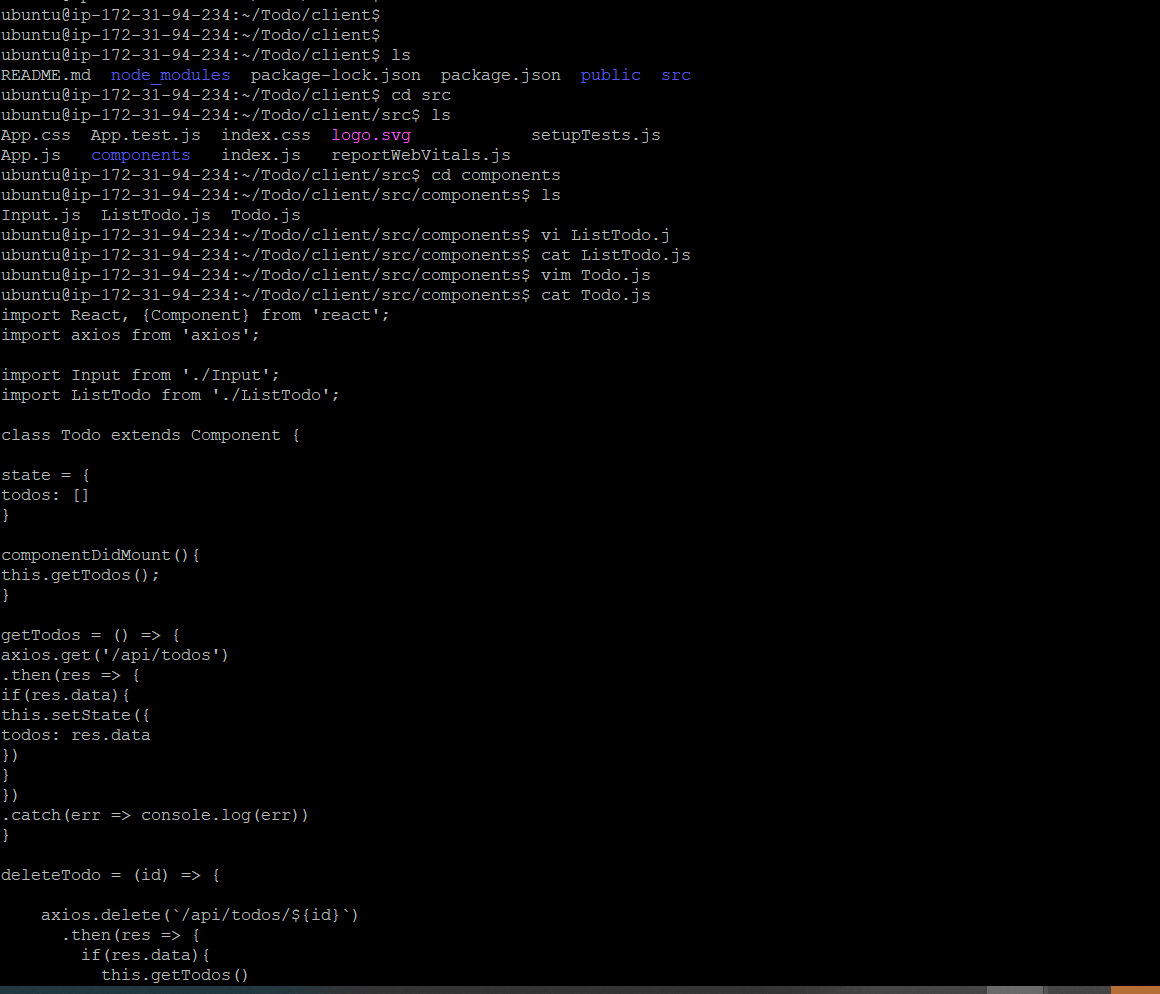 ubuntu@ip-172-31-94-234:~/Todo/client$
ubuntu@ip-172-31-94-234:~/Todo/client$
ubuntu@ip-172-31-94-234:~/Todo/client$ ls
README.md  node_modules  package-lock.json  package.json  public  src
ubuntu@ip-172-31-94-234:~/Todo/client$ cd src
ubuntu@ip-172-31-94-234:~/Todo/client/src$ ls
App.css  App.test.js  index.css  logo.svg            setupTests.js
App.js   components   index.js   reportWebVitals.js
ubuntu@ip-172-31-94-234:~/Todo/client/src$ cd components
ubuntu@ip-172-31-94-234:~/Todo/client/src/components$ ls
Input.js  ListTodo.js  Todo.js
ubuntu@ip-172-31-94-234:~/Todo/client/src/components$ vi ListTodo.j
ubuntu@ip-172-31-94-234:~/Todo/client/src/components$ cat ListTodo.js
ubuntu@ip-172-31-94-234:~/Todo/client/src/components$ vim Todo.js
ubuntu@ip-172-31-94-234:~/Todo/client/src/components$ cat Todo.js
import React, {Component} from 'react';
import axios from 'axios';

import Input from './Input';
import ListTodo from './ListTodo';

class Todo extends Component {

state = {
todos: []
}

componentDidMount(){
this.getTodos();
}

getTodos = () => {
axios.get('/api/todos')
.then(res => {
if(res.data){
this.setState({
todos: res.data
})
}
})
.catch(err => console.log(err))
}

deleteTodo = (id) => {

    axios.delete(`/api/todos/${id}`)
      .then(res => {
        if(res.data){
          this.getTodos()